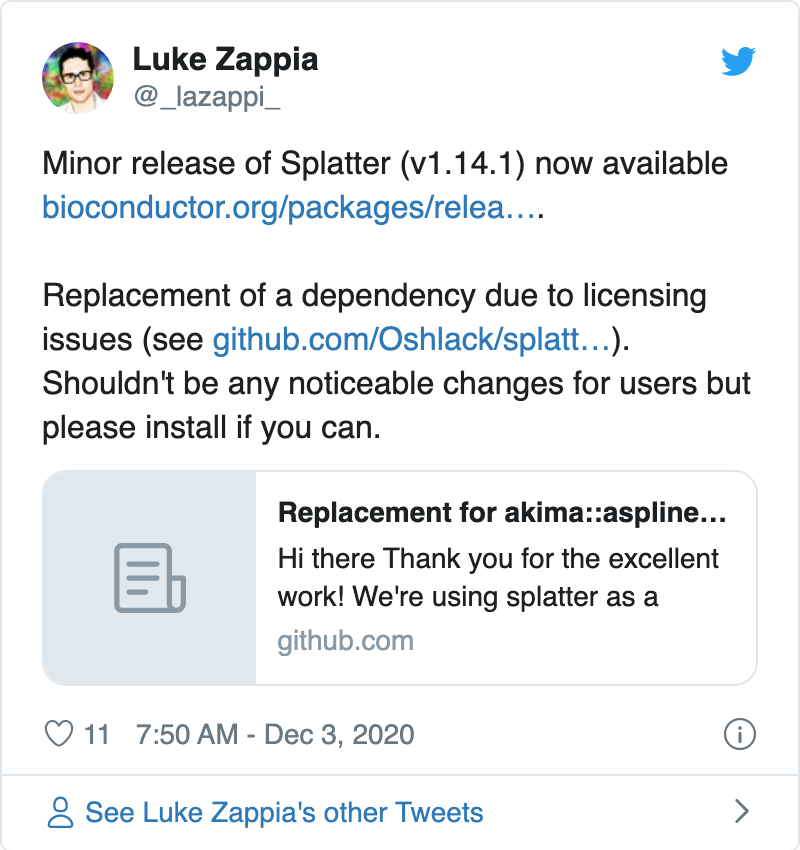 Luke Zappia
@_lazappi_
Minor release of Splatter (v1.14.1) now available
bioconductor.org/packages/relea….
Replacement of a dependency due to licensing
issues (see github.com/Oshlack/splatt…).
Shouldn't be any noticeable changes for users but
please install if you can.
Replacement for akima::aspline…
Hi there Thank you for the excellent
work! We're using splatter as a
github.com
11 7:50 AM - Dec 3, 2020
See Luke Zappia's other Tweets